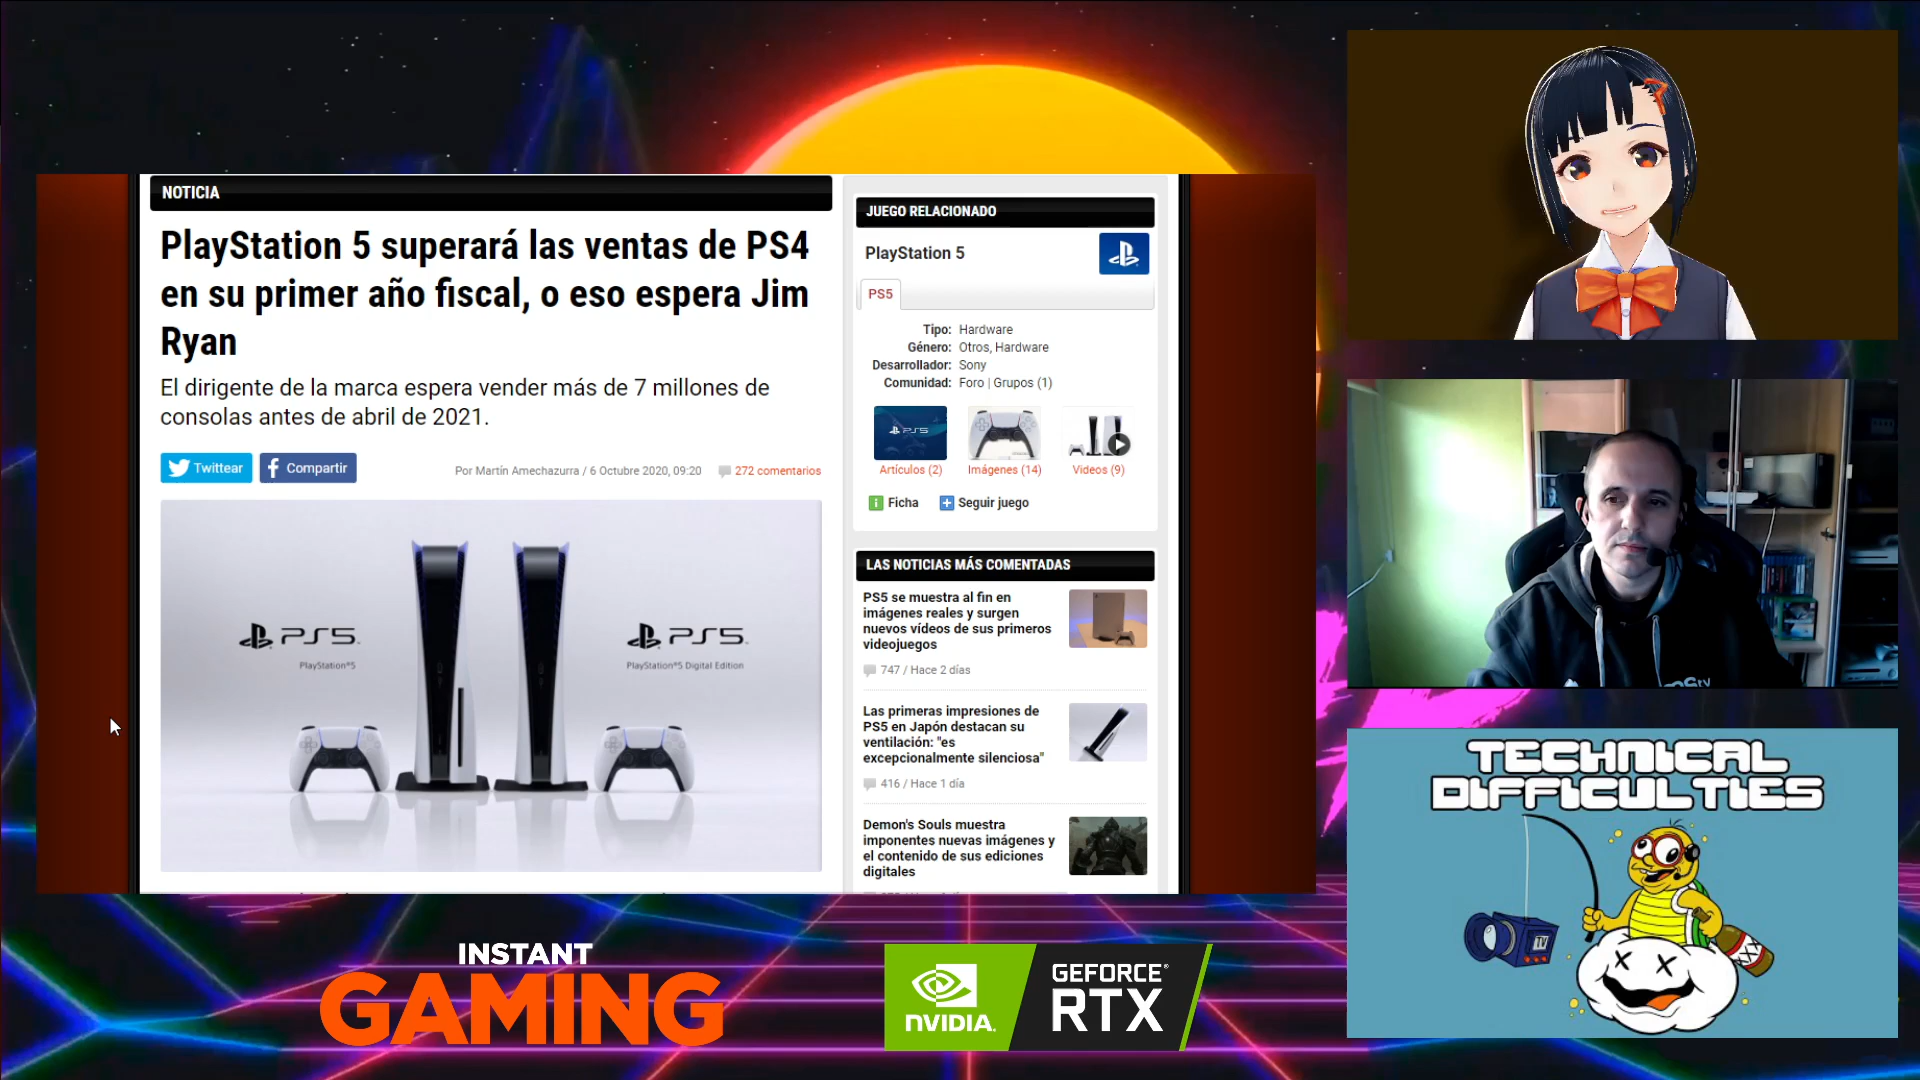 NOTICIA
PlayStation 5 superará las ventas de PS4
en su primer año fiscal, o eso espera Jim
Ryan
El dirigente de la marca espera vender más de 7 millones de
consolas antes de abril de 2021.
Twittear
Compartir
Por Martín Amechazurra / 6 Octubre 2020, 09:20
272 comentarios
PS5
PlayStation®5
PS5
PlayStation®5 Digital Edition
JUEGO RELACIONADO
PlayStation 5
PS5
Tipo: Hardware
Género: Otros, Hardware
Desarrollador: Sony
Comunidad: Foro | Grupos (1)
PS5
Artículos (2)
Imágenes (14)
Videos (9)
Ficha
Seguir juego
LAS NOTICIAS MÁS COMENTADAS
PS5 se muestra al fin en
imágenes reales y surgen
nuevos vídeos de sus primeros
videojuegos
747 / Hace 2 días
Las primeras impresiones de
PS5 en Japón destacan su
ventilación: "es
excepcionalmente silenciosa"
416 / Hace 1 día
Demon's Souls muestra
imponentes nuevas imágenes y
el contenido de sus ediciones
digitales
TECHNICAL
DIFFICULTIES
TV
INSTANT
GAMING
NVIDIA.
GEFORCE®
RTX